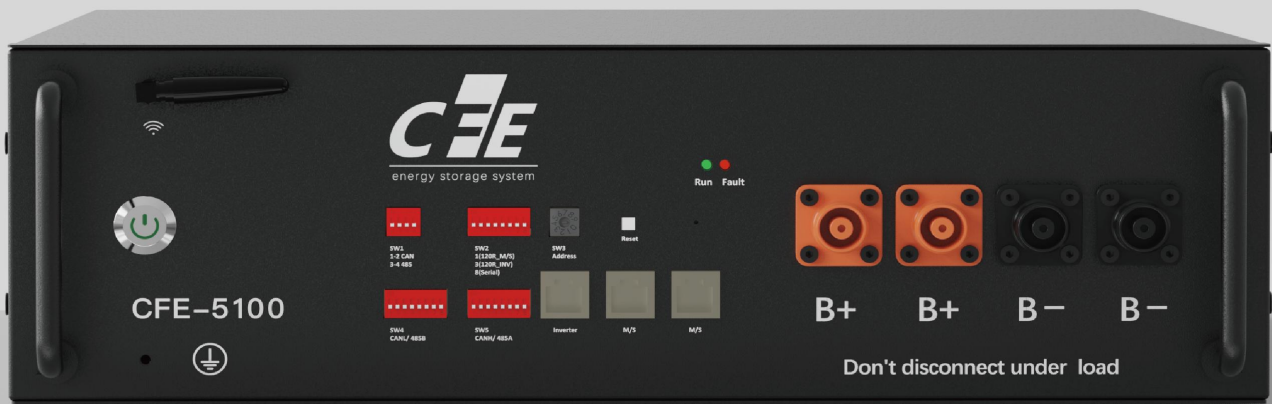 CFE
energy storage system
Run Fault
SW1
1-2 CAN
3-4 485
SW2
1(120R_M/S)
3(120R_INV)
8(Serial)
SW3
Address
Reset
CFE-5100
SW4
CANL/ 485B
SW5
CANH/ 485A
Inverter
M/S
M/S
B+
B+
B-
B-
Don't disconnect under load